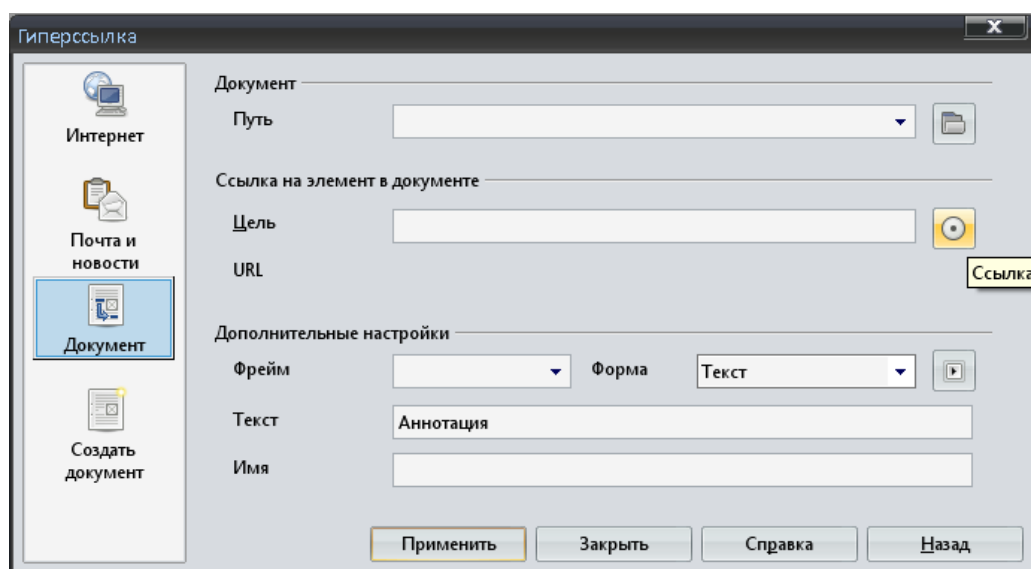 Гиперссылка
x
Интернет
Почта и
новости
Документ
Создать
документ
Документ
Путь
Ссылка на элемент в документе
Цель
URL
Ссылка
Дополнительные настройки
Фрейм
Форма
Текст
Текст
Аннотация
Имя
Применить
Закрыть
Справка
Назад